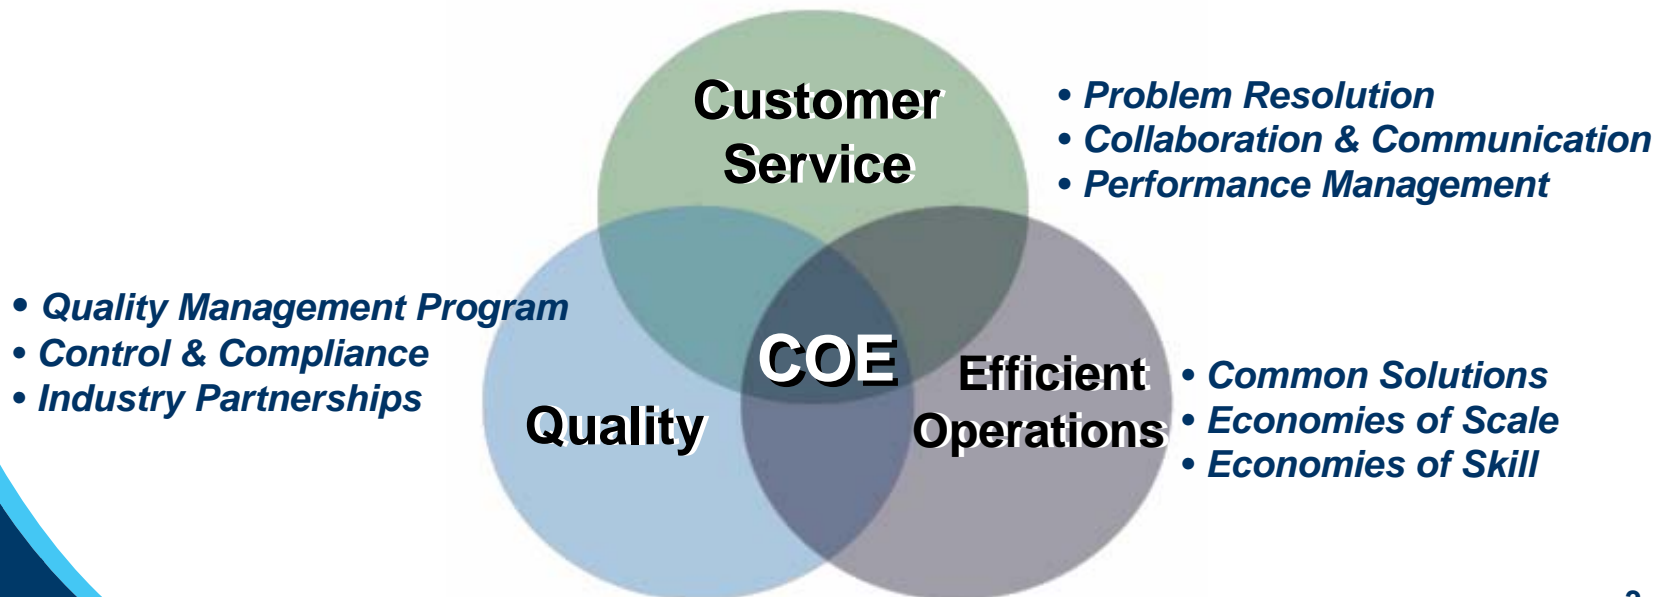 Customer
Service
• Problem Resolution
• Collaboration & Communication
• Performance Management
• Quality Management Program
• Control & Compliance
• Industry Partnerships
COE
Quality
Efficient
Operations
• Common Solutions
• Economies of Scale
• Economies of Skill